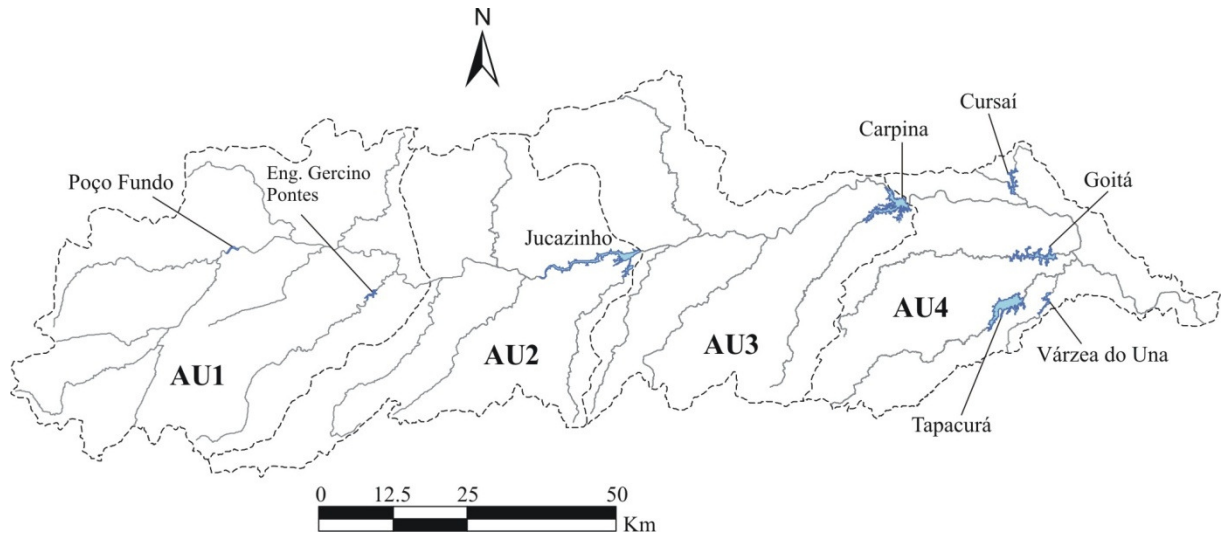 N
Cursaí
Carpina
Eng. Gercino
Pontes
Poço Fundo
Goitá
Jucazinho
AU4
AU3
AU2
AU1
Várzea do Una
Tapacurá
0 12.5 25 50
Km